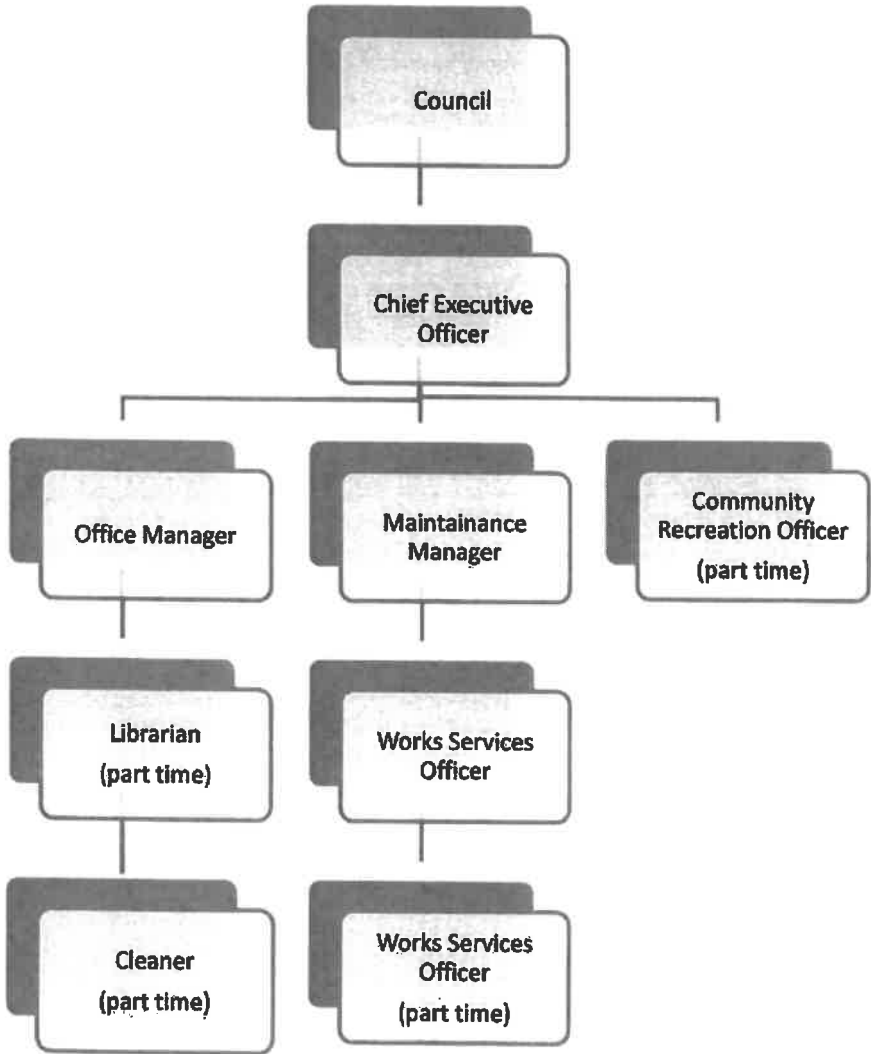 Council
Chief Executive
Officer
Office Manager
Maintainance
Manager
Community
Recreation Officer
(part time)
Librarian
(part time)
Works Services
Officer
Cleaner
(part time)
Works Services
Officer
(part time)